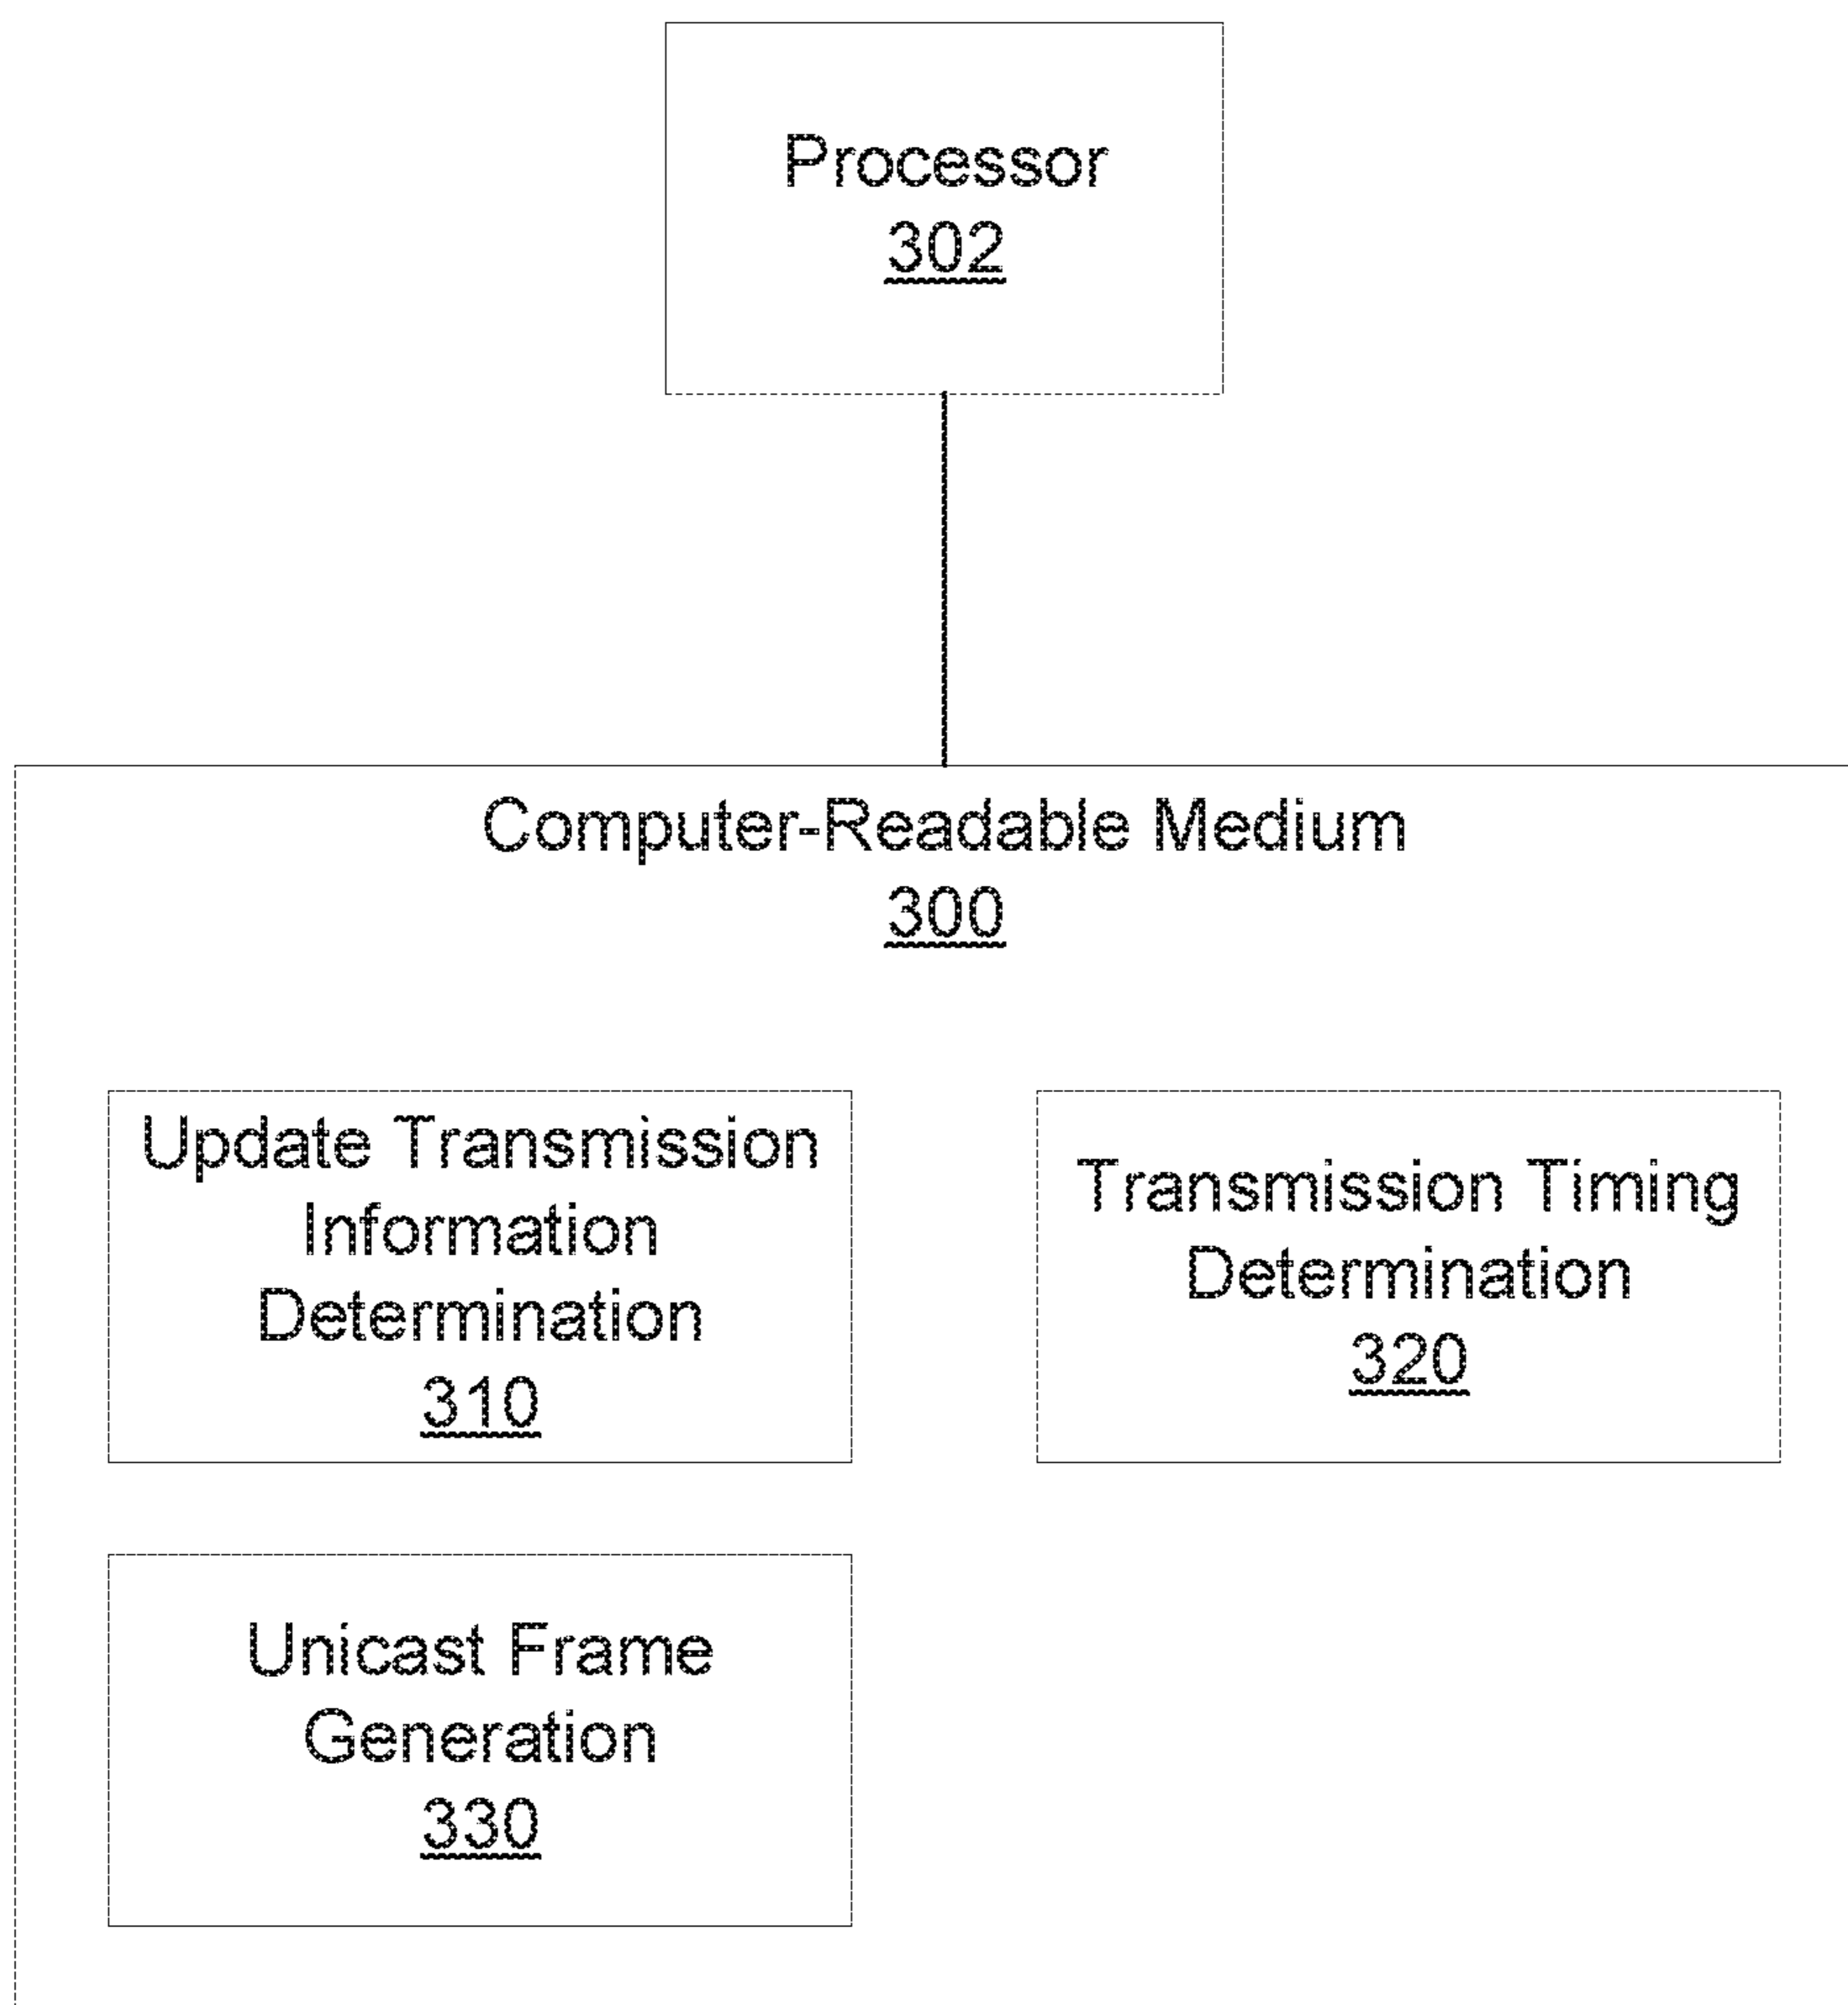 Processor
302
Computer-Readable Medium
300
Update Transmission
Information
Determination
310
Transmission Timing
Determination
320
Unicast Frame
Generation
330